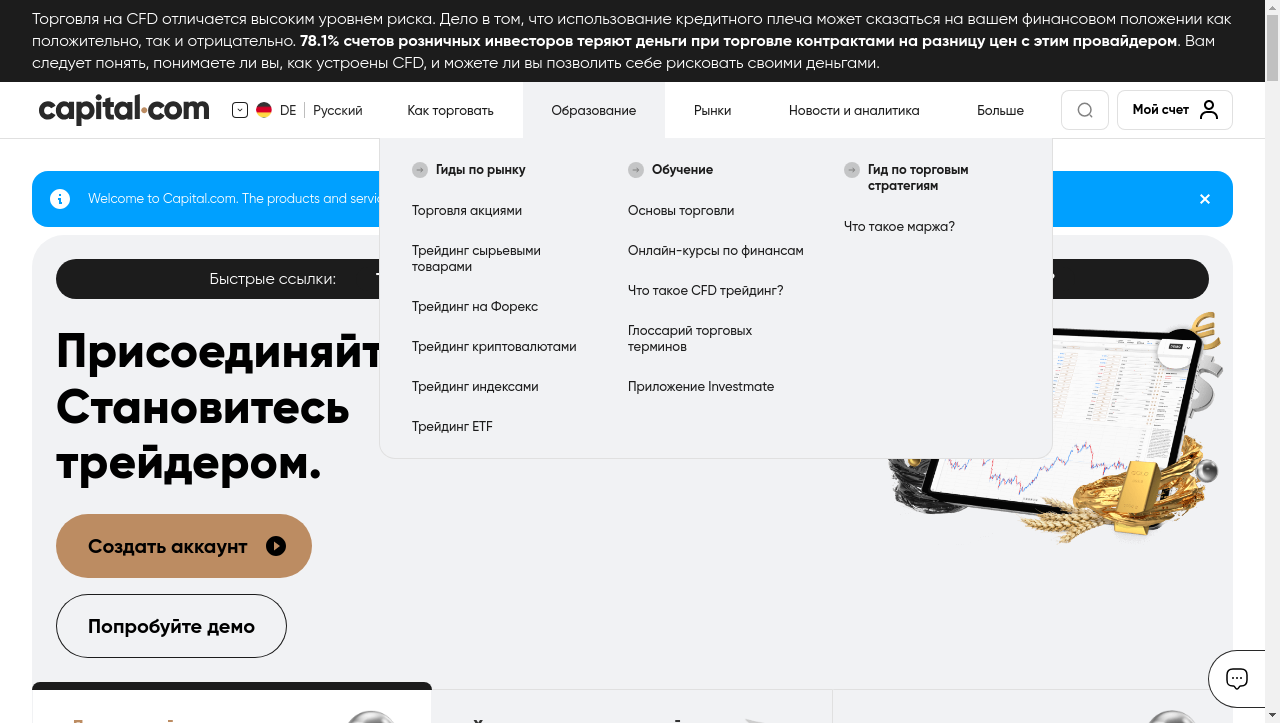 Торговля на CFD отличается высоким уровнем риска. Дело в том, что использование кредитного плеча может сказаться на вашем финансовом положении как
положительно, так и отрицательно. 78.1% счетов розничных инвесторов теряют деньги при торговле контрактами на разницу цен с этим провайдером. Вам
следует понять, понимаете ли вы, как устроены CFD, и можете ли вы позволить себе рисковать своими деньгами.
capital.com
DE
Русский
Как торговать
Образование
Рынки
Новости и аналитика
Больше
Мой счет
Welcome to Capital.com. The products and
Гиды по рынку
Торговля акциями
Трейдинг сырьевыми
товарами
Трейдинг на Форекс
Трейдинг криптовалютами
Трейдинг индексами
Трейдинг ETF
Обучение
Основы торговли
Онлайн-курсы по финансам
Что такое CFD трейдинг?
Глоссарий торговых
терминов
Приложение Investmate
Гид по торговым
стратегиям
Что такое маржа?
Быстрые ссылки:
Становитесь
трейдером.
Создать аккаунт
Попробуйте демо